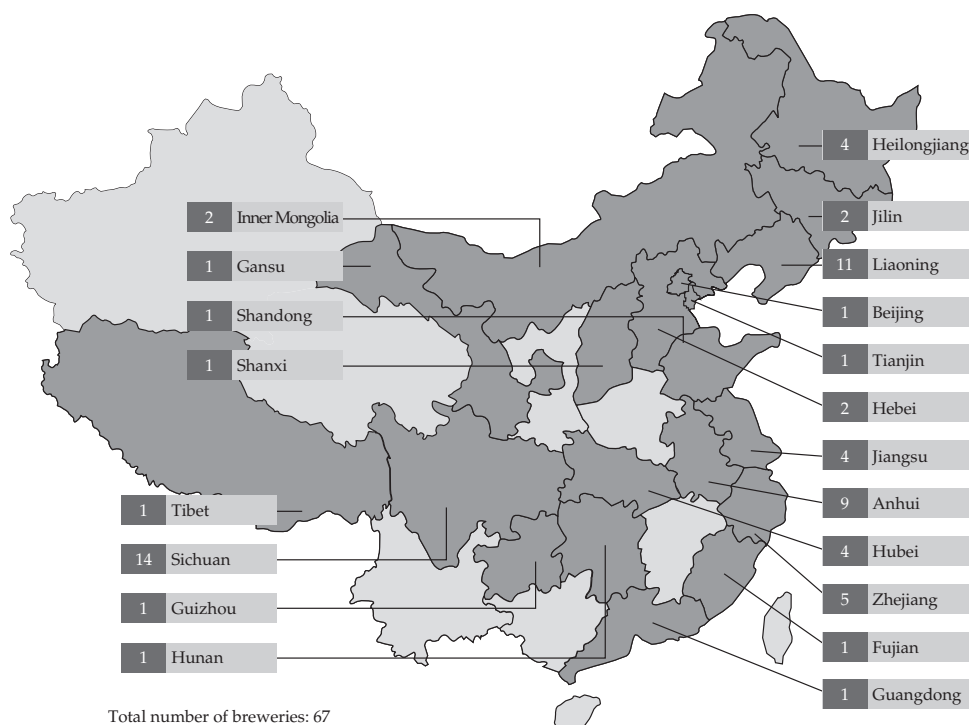 4 Heilongjiang
2 Inner Mongolia
2 Jilin
1 Gansu
11 Liaoning
1 Shandong
1 Beijing
1 Shanxi
1 Tianjin
2 Hebei
4 Jiangsu
9 Anhui
1 Tibet
4 Hubei
14 Sichuan
5 Zhejiang
1 Guizhou
1 Fujian
1 Hunan
1 Guangdong
Total number of breweries: 67